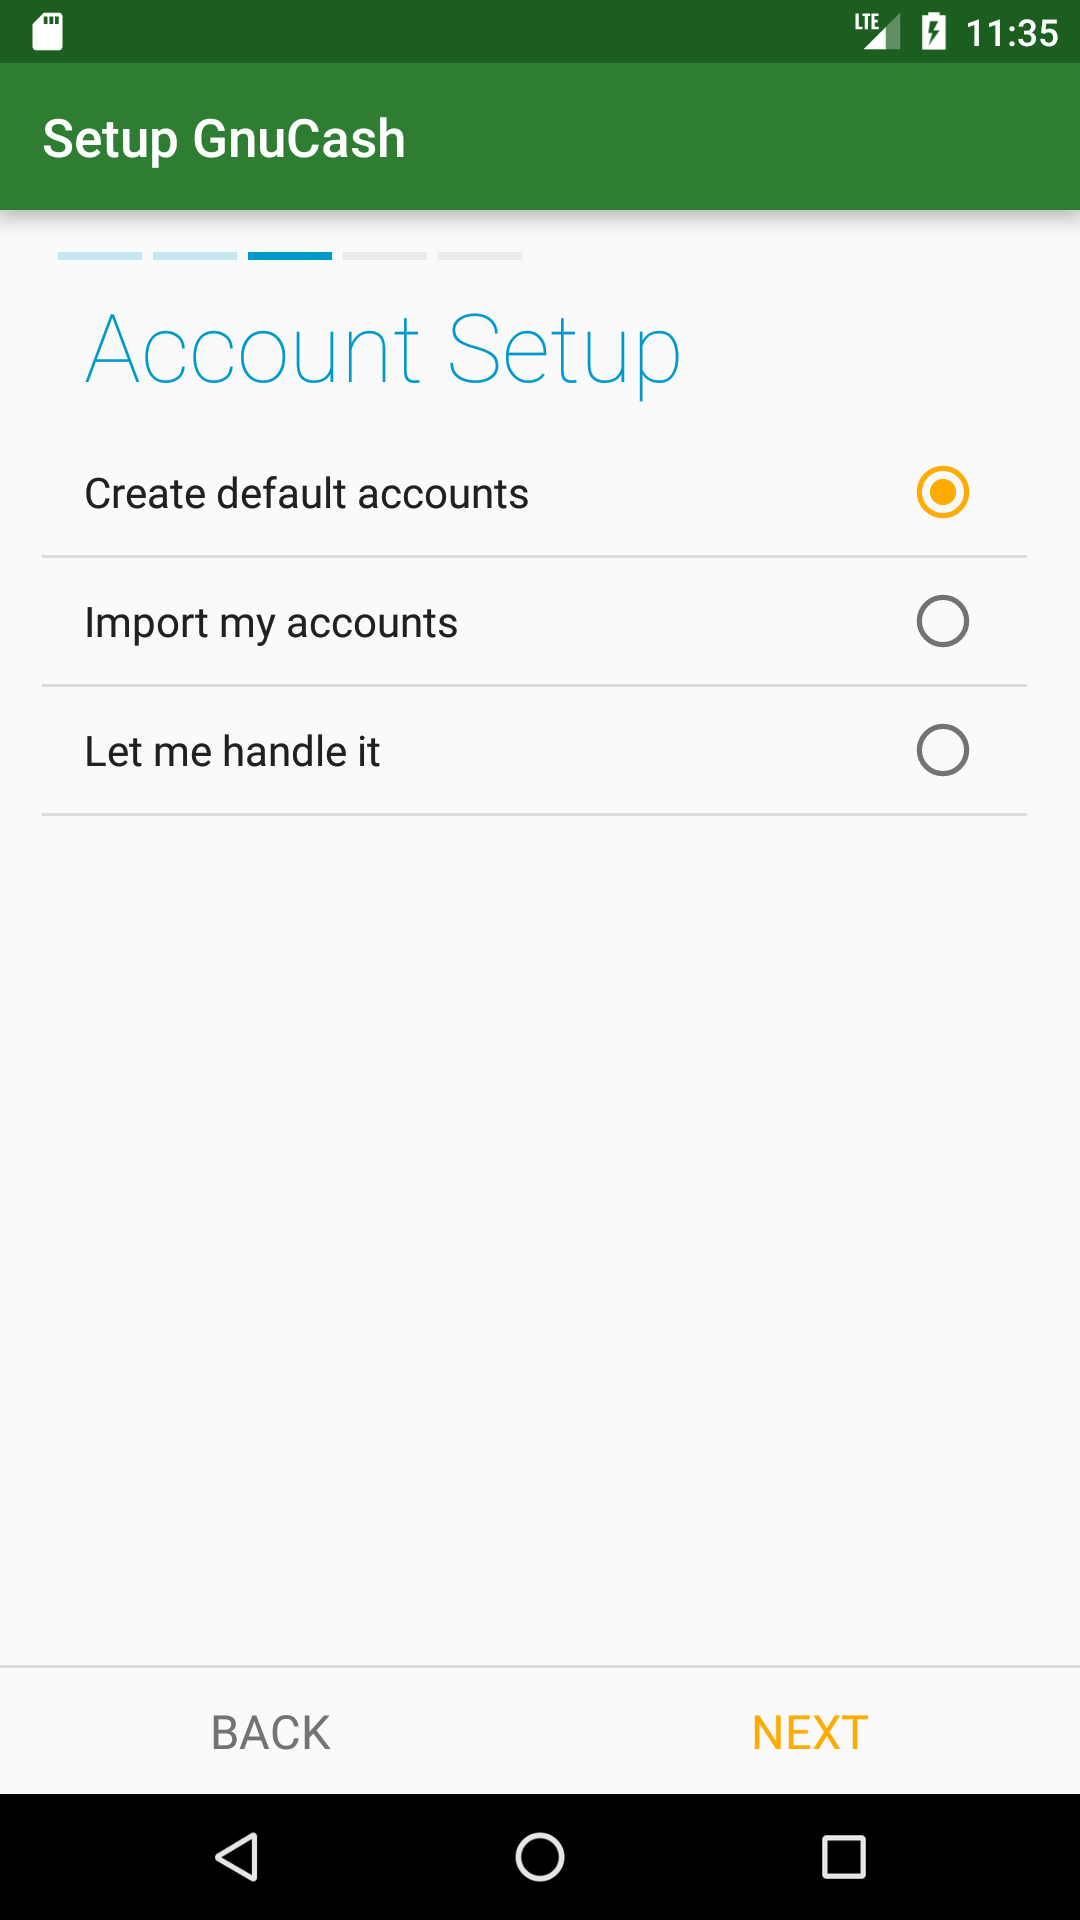 LTE 11:35
Setup GnuCash
Account Setup
Create default accounts
Import my accounts
Let me handle it
BACK NEXT